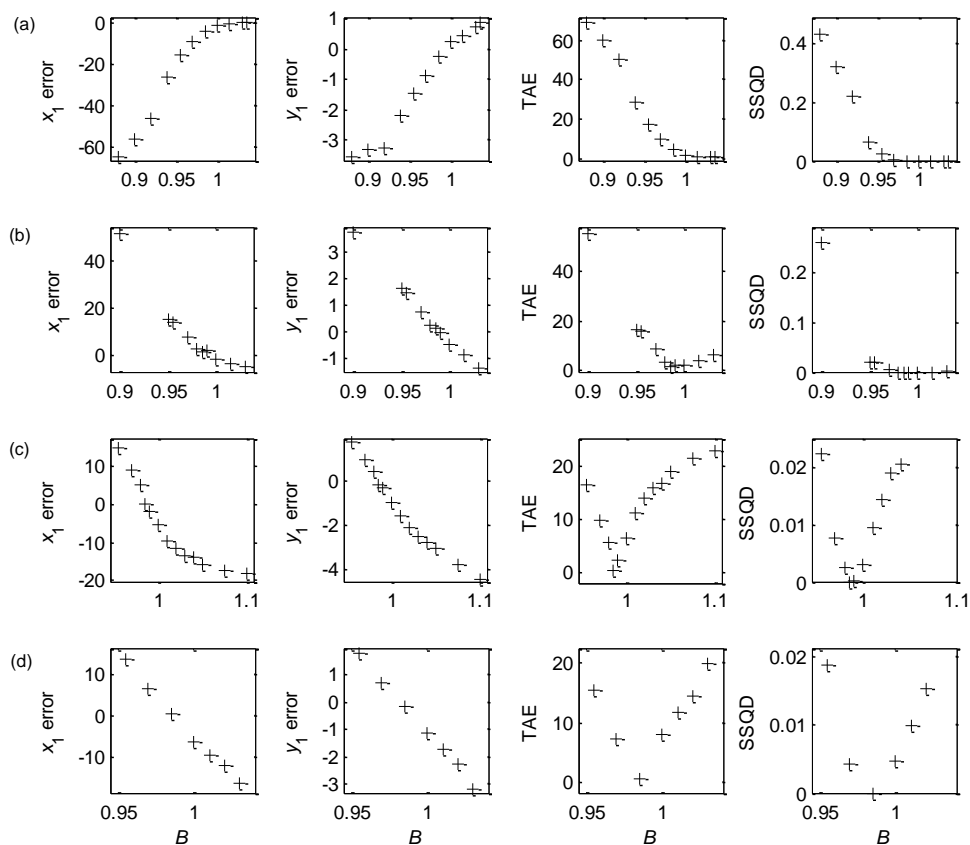 (a)
x1 error
0
-20
-40
-60
0.9 0.95 1
y1 error
1
0
-1
-2
-3
0.9 0.95 1
TAE
60
40
20
0
0.9 0.95 1
SSQD
0.4
0.2
0
0.9 0.95 1
(b)
x1 error
40
20
0
0.9 0.95 1
y1 error
3
2
1
0
-1
0.9 0.95 1
TAE
40
20
0
0.9 0.95 1
SSQD
0.2
0.1
0
0.9 0.95 1
(c)
x1 error
10
0
-10
-20
1 1.1
y1 error
0
-2
-4
1 1.1
TAE
20
10
0
1 1.1
SSQD
0.02
0.01
0
1 1.1
(d)
x1 error
10
0
-10
0.95 1
B
y1 error
1
0
-1
-2
-3
0.95 1
B
TAE
20
10
0
0.95 1
B
SSQD
0.02
0.01
0
0.95 1
B